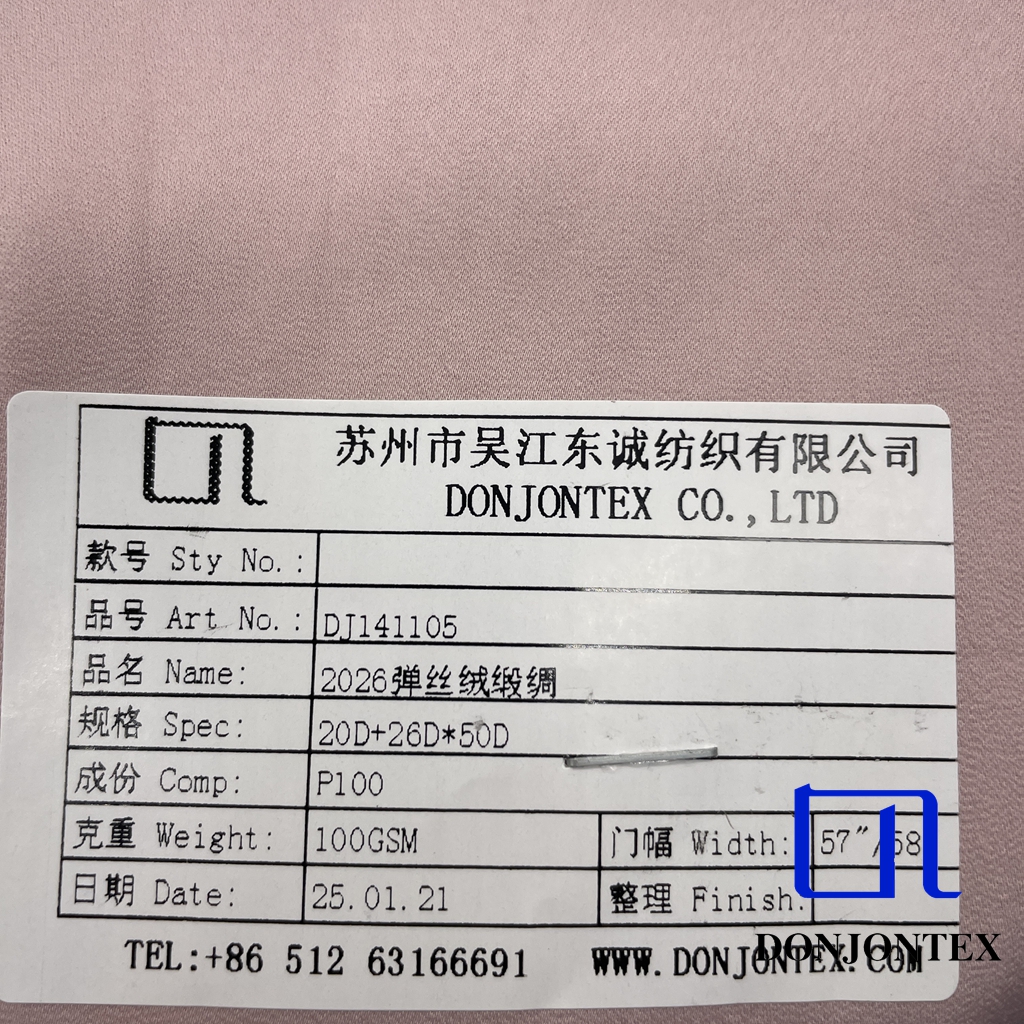 苏州市吴江东诚纺织有限公司
DONJONTEX CO.,LTD
款号 Sty No.:
品号 Art No.: DJ141105
品名 Name: 2026弹丝绒缎绸
规格 Spec: 20D+26D*50D
成份 Comp: P100
克重 Weight: 100GSM 门幅 Width: 57"/58
日期 Date: 25.01.21 整理 Finish:
TEL:+86 512 63166691 WWW.DONJONTEX.COM
DONJONTEX